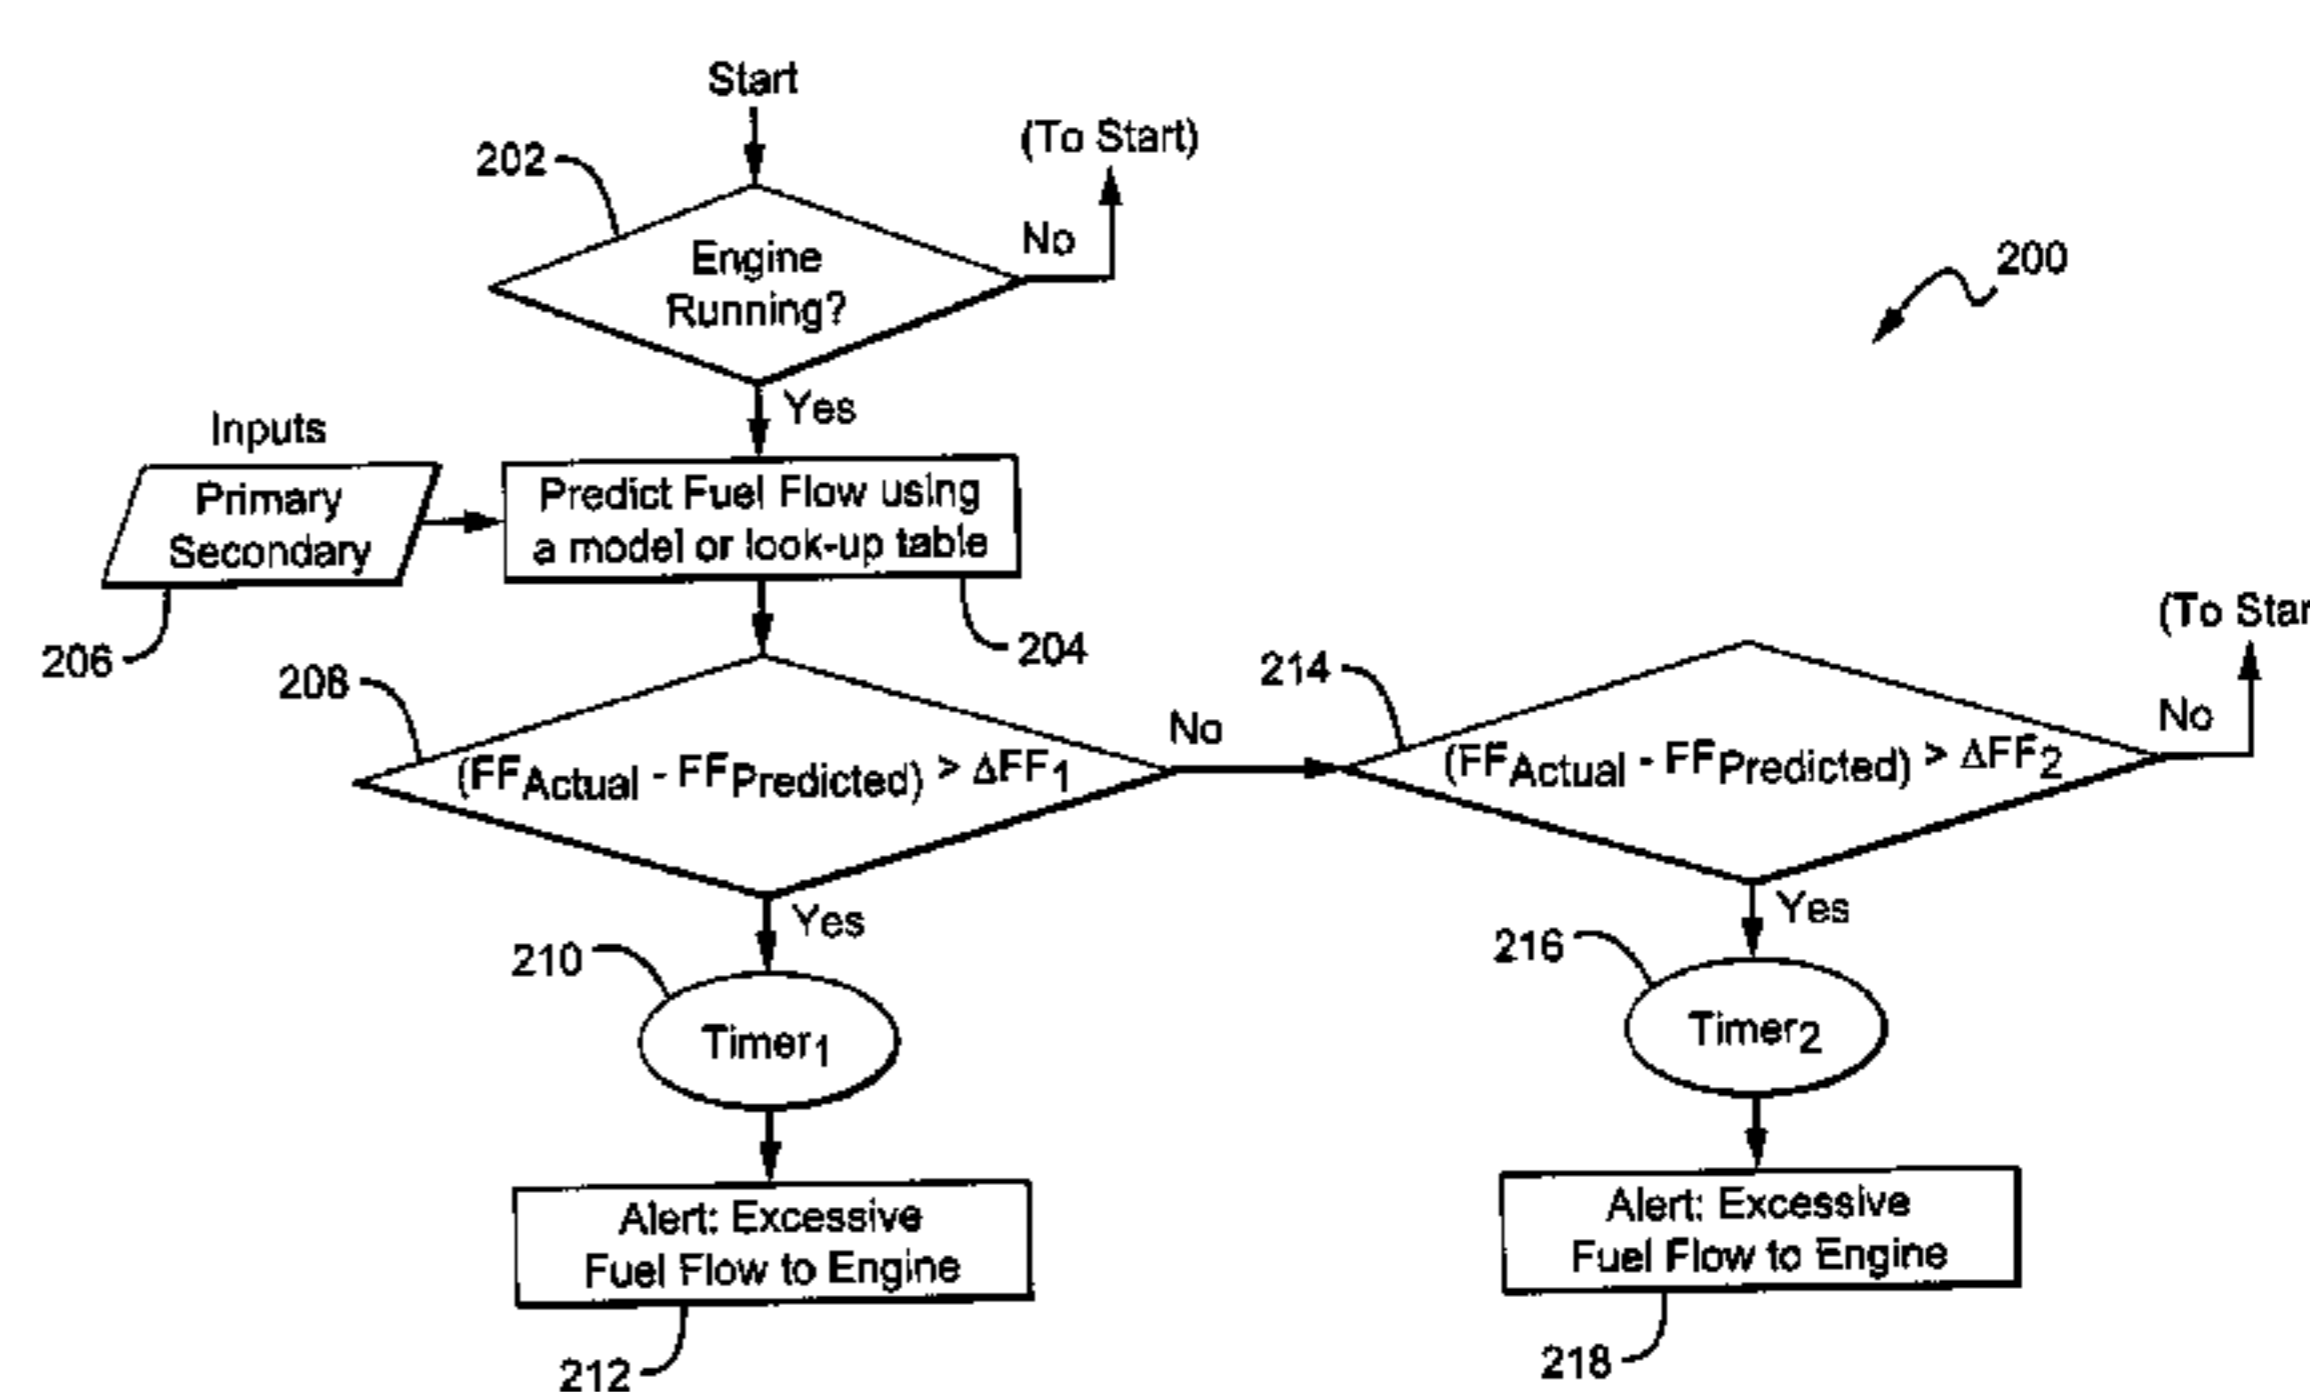 Start
(To Start)
202
No
Engine
Running?
200
Yes
Inputs
Primary
Secondary
Predict Fuel Flow using
a model or look-up table
206
204
(To Star
208
214
No
No
(FFActual - FFPredicted) > ΔFF1
(FFActual - FFPredicted) > ΔFF2
Yes
Yes
210
216
Timer1
Timer2
Alert: Excessive
Fuel Flow to Engine
Alert: Excessive
Fuel Flow to Engine
212
218